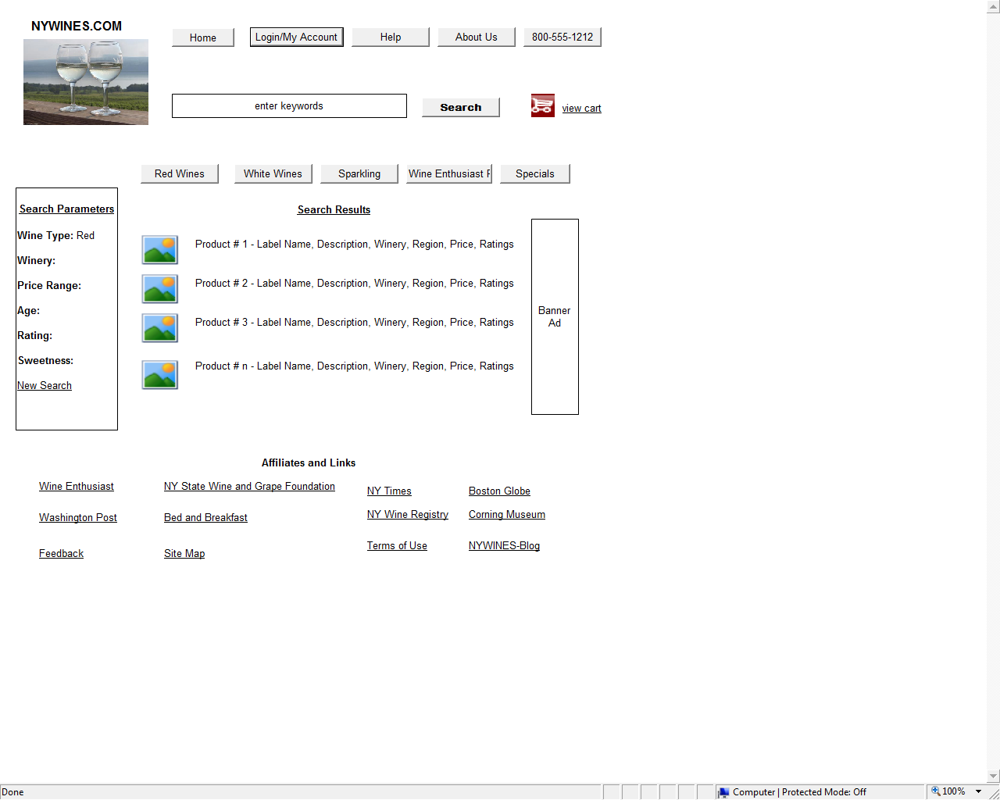 NYWINES.COM
Home
Login/My Account
Help
About Us
800-555-1212
enter keywords
Search
view cart
Red Wines
White Wines
Sparkling
Wine Enthusiast
Specials
Search Parameters
Wine Type: Red
Winery:
Price Range:
Age:
Rating:
Sweetness:
New Search
Search Results
Product # 1 - Label Name, Description, Winery, Region, Price, Ratings
Product # 2 - Label Name, Description, Winery, Region, Price, Ratings
Product # 3 - Label Name, Description, Winery, Region, Price, Ratings
Product # n - Label Name, Description, Winery, Region, Price, Ratings
Banner
Ad
Affiliates and Links
Wine Enthusiast
NY State Wine and Grape Foundation
NY Times
Boston Globe
Washington Post
Bed and Breakfast
NY Wine Registry
Corning Museum
Feedback
Site Map
Terms of Use
NYWINES-Blog
Done
Computer | Protected Mode: Off
100%